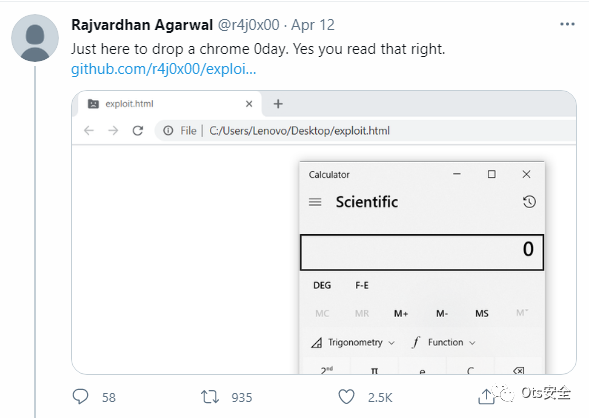 Rajvardhan Agarwal @r4j0x00 · Apr 12
Just here to drop a chrome 0day. Yes you read that right.
github.com/r4j0x00/exploi...
exploit.html
File | C:/Users/Lenovo/Desktop/exploit.html
Calculator
Scientific
0
DEG F-E
MC MR M+ M- MS M˅
Trigonometry Function
2nd π e C
58 935 2.5K
Ots安全